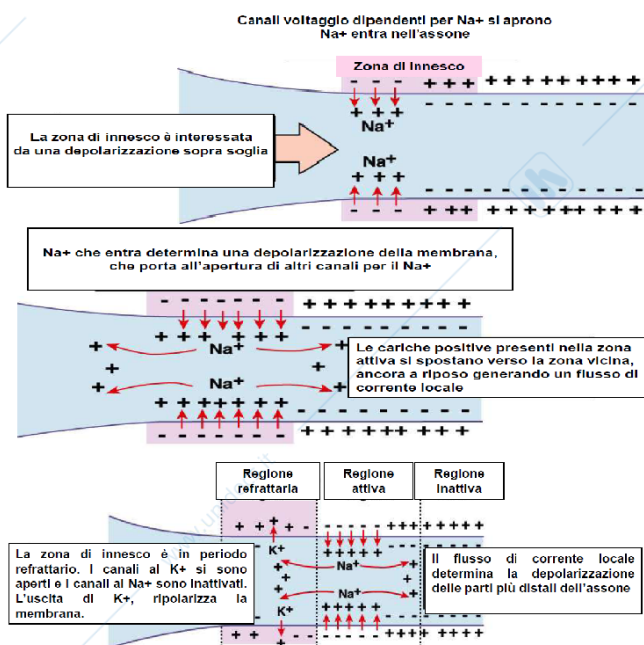 Canali voltaggio dipendenti per Na+ si aprono
Na+ entra nell'assone
Zona di innesco
- - - +++ ++ + + + + + +
+ + + - - - - - - - - -
Na+
La zona di innesco è interessata
da una depolarizzazione sopra soglia
Na+
+ + +
- - - - - - - - -
- - - +++ ++ + + ++ + +
Na+ che entra determina una depolarizzazione della membrana,
che porta all'apertura di altri canali per il Na+
- - - - - - - + + + + + + + + +
+ + + + + + - - - - - -
+ Na+ +
+ +
+ Na+ +
Le cariche positive presenti nella zona
attiva si spostano verso la zona vicina,
ancora a riposo generando un flusso di
corrente locale
+ + + + + + - - - - - -
- - - - - - + + + + + + + + +
Regione
refrattaria
Regione
attiva
Regione
inattiva
+ + + + - - - - - - +++ ++++
La zona di innesco è in periodo
refrattario. I canali al K+ si sono
aperti e i canali al Na+ sono inattivati.
L'uscita di K+, ripolarizza la
membrana.
K+
+ + + + +
Na+
Na+
K+
+ + + + +
Il flusso di corrente locale
determina la depolarizzazione
delle parti più distali dell'assone
+ + + - - - - - - +++ ++++
www.unidocs.it